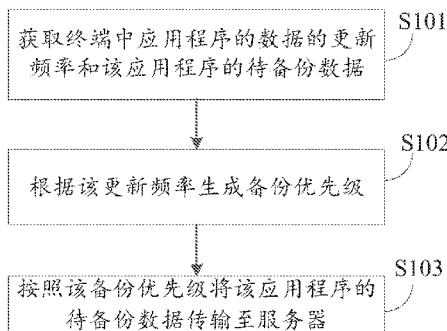 获取终端中应用程序的数据的更新
频率和该应用程序的待备份数据
S101
根据该更新频率生成备份优先级
S102
按照该备份优先级将该应用程序的
待备份数据传输至服务器
S103